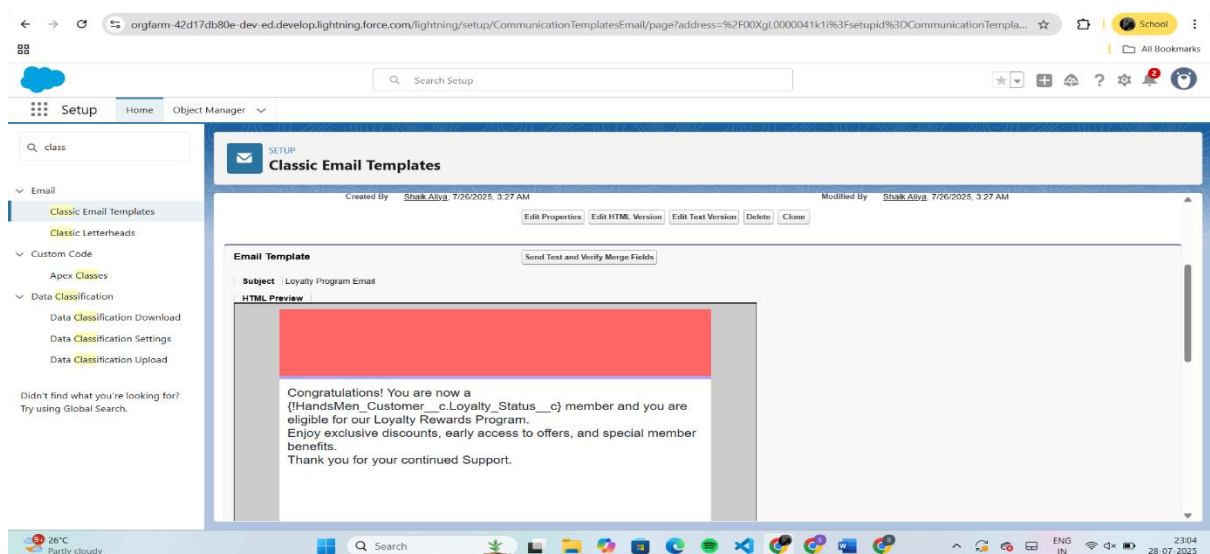 orgfarm-42d17db80e-dev-ed.develop.lightning.force.com/lightning/setup/CommunicationTemplatesEmail/page?address=%2F00XgL0000041k1i%3Fsetupid%3DCommunicationTempla...
School
All Bookmarks
Search Setup
2
Setup
Home
Object Manager
class
SETUP
Classic Email Templates
Email
Classic Email Templates
Classic Letterheads
Custom Code
Apex Classes
Data Classification
Data Classification Download
Data Classification Settings
Data Classification Upload
Didn't find what you're looking for?
Try using Global Search.
Created By Shaik Aliya, 7/26/2025, 3:27 AM
Modified By Shaik Aliya, 7/26/2025, 3:27 AM
Edit Properties Edit HTML Version Edit Text Version Delete Clone
Email Template
Send Test and Verify Merge Fields
Subject Loyalty Program Email
HTML Preview
Congratulations! You are now a
{!HandsMen_Customer__c.Loyalty_Status__c} member and you are
eligible for our Loyalty Rewards Program.
Enjoy exclusive discounts, early access to offers, and special member
benefits.
Thank you for your continued Support.
26°C
Partly cloudy
Search
ENG
IN
23:04
28-07-2025